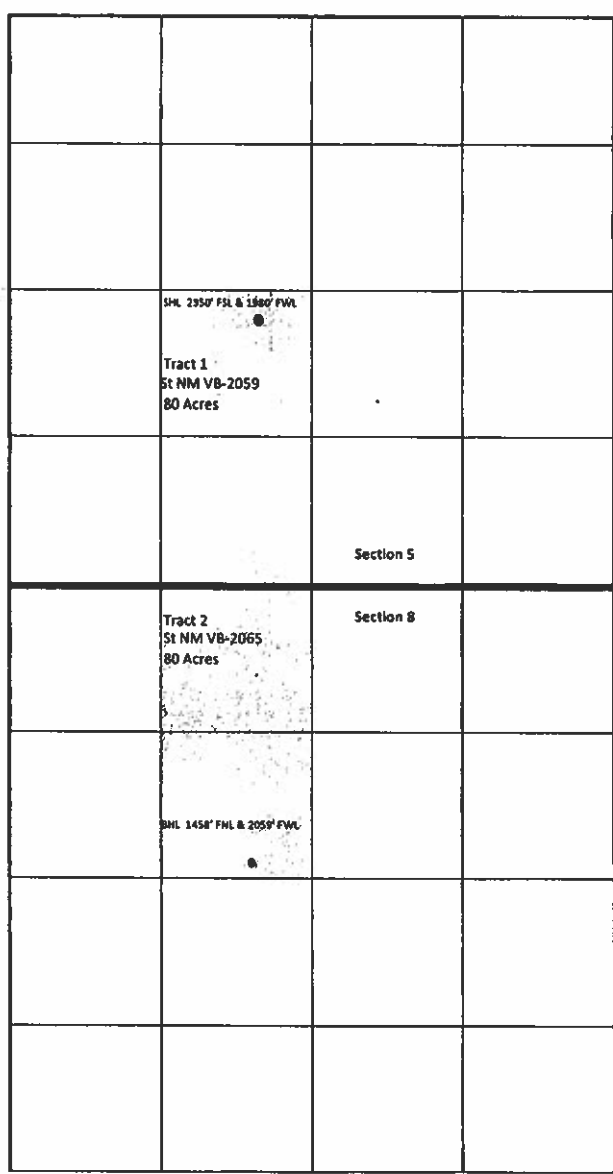 SHL 2350' FSL & 1980' FWL
Tract 1
St NM VB-2059
80 Acres
Section 5
Tract 2
St NM VB-2065
80 Acres
Section 8
BHL 1458' FNL & 2059' FWL